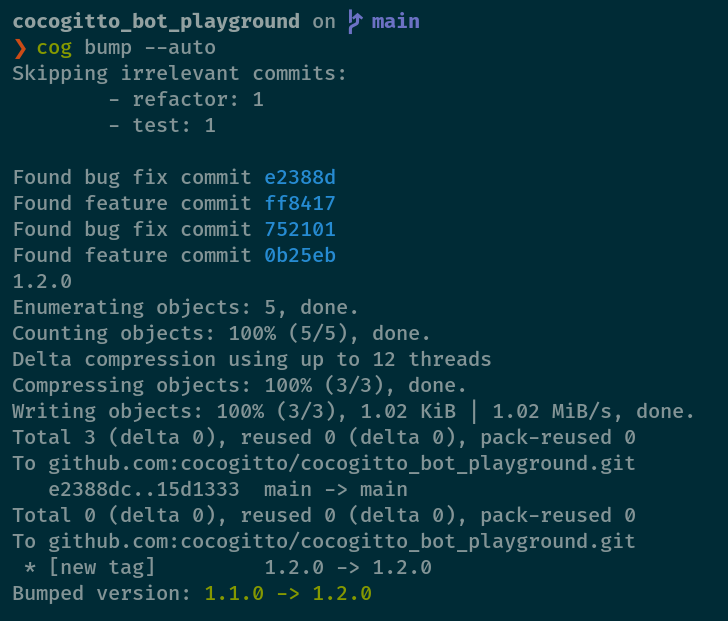 cocogitto_bot_playground on main
❯ cog bump --auto
Skipping irrelevant commits:
- refactor: 1
- test: 1
Found bug fix commit e2388d
Found feature commit ff8417
Found bug fix commit 752101
Found feature commit 0b25eb
1.2.0
Enumerating objects: 5, done.
Counting objects: 100% (5/5), done.
Delta compression using up to 12 threads
Compressing objects: 100% (3/3), done.
Writing objects: 100% (3/3), 1.02 KiB | 1.02 MiB/s, done.
Total 3 (delta 0), reused 0 (delta 0), pack-reused 0
To github.com:cocogitto/cocogitto_bot_playground.git
e2388dc..15d1333 main -> main
Total 0 (delta 0), reused 0 (delta 0), pack-reused 0
To github.com:cocogitto/cocogitto_bot_playground.git
* [new tag] 1.2.0 -> 1.2.0
Bumped version: 1.1.0 -> 1.2.0